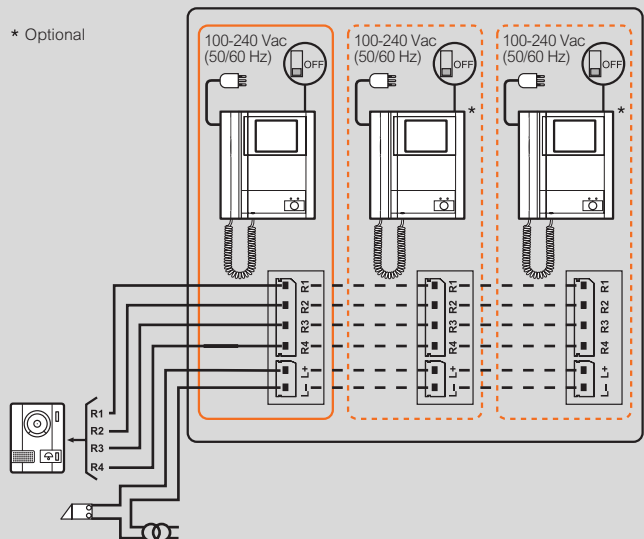 * Optional
100-240 Vac
(50/60 Hz)
OFF
100-240 Vac
(50/60 Hz)
OFF
*
100-240 Vac
(50/60 Hz)
OFF
*
R1
R2
R3
R4
L+
L-
R1
R2
R3
R4
L+
L-
R1
R2
R3
R4
L+
L-
R1
R2
R3
R4